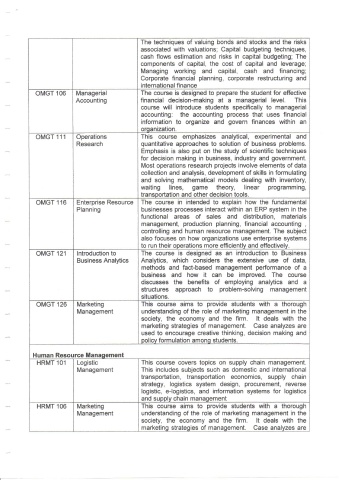 The techniques of valuing bonds and stocks and the risks
associated with valuations; Capital budgeting techniques,
cash flows estimation and risks in capital budgeting; The
components of capital, the cost of capital and leverage;
Managing working and capital, cash and financing;
Corporate financial planning, corporate restructuring and
international finance
OMGT 106 Managerial Accounting
The course is designed to prepare the student for effective
financial decision-making at a managerial level. This
course will introduce students specifically to managerial
accounting: the accounting process that uses financial
information to organize and govern finances within an
organization.
OMGT 111 Operations Research
This course emphasizes analytical, experimental and
quantitative approaches to solution of business problems.
Emphasis is also put on the study of scientific techniques
for decision making in business, industry and government.
Most operations research projects involve elements of data
collection and analysis, development of skills in formulating
and solving mathematical models dealing with inventory,
waiting lines, game theory, linear programming,
transportation and other decision tools.
OMGT 116 Enterprise Resource Planning
The course in intended to explain how the fundamental
businesses processes interact within an ERP system in the
functional areas of sales and distribution, materials
management, production planning, financial accounting ,
controlling and human resource management. The subject
also focuses on how organizations use enterprise systems
to run their operations more efficiently and effectively.
OMGT 121 Introduction to Business Analytics
The course is designed as an introduction to Business
Analytics, which considers the extensive use of data,
methods and fact-based management performance of a
business and how it can be improved. The course
discusses the benefits of employing analytics and a
structures approach to problem-solving management
situations.
OMGT 126 Marketing Management
This course aims to provide students with a thorough
understanding of the role of marketing management in the
society, the economy and the firm. It deals with the
marketing strategies of management. Case analyzes are
used to encourage creative thinking, decision making and
policy formulation among students.
Human Resource Management
HRMT 101 Logistic Management
This course covers topics on supply chain management.
This includes subjects such as domestic and international
transportation, transportation economics, supply chain
strategy, logistics system design, procurement, reverse
logistic, e-logistics, and information systems for logistics
and supply chain management
HRMT 106 Marketing Management
This course aims to provide students with a thorough
understanding of the role of marketing management in the
society, the economy and the firm. It deals with the
marketing strategies of management. Case analyzes are